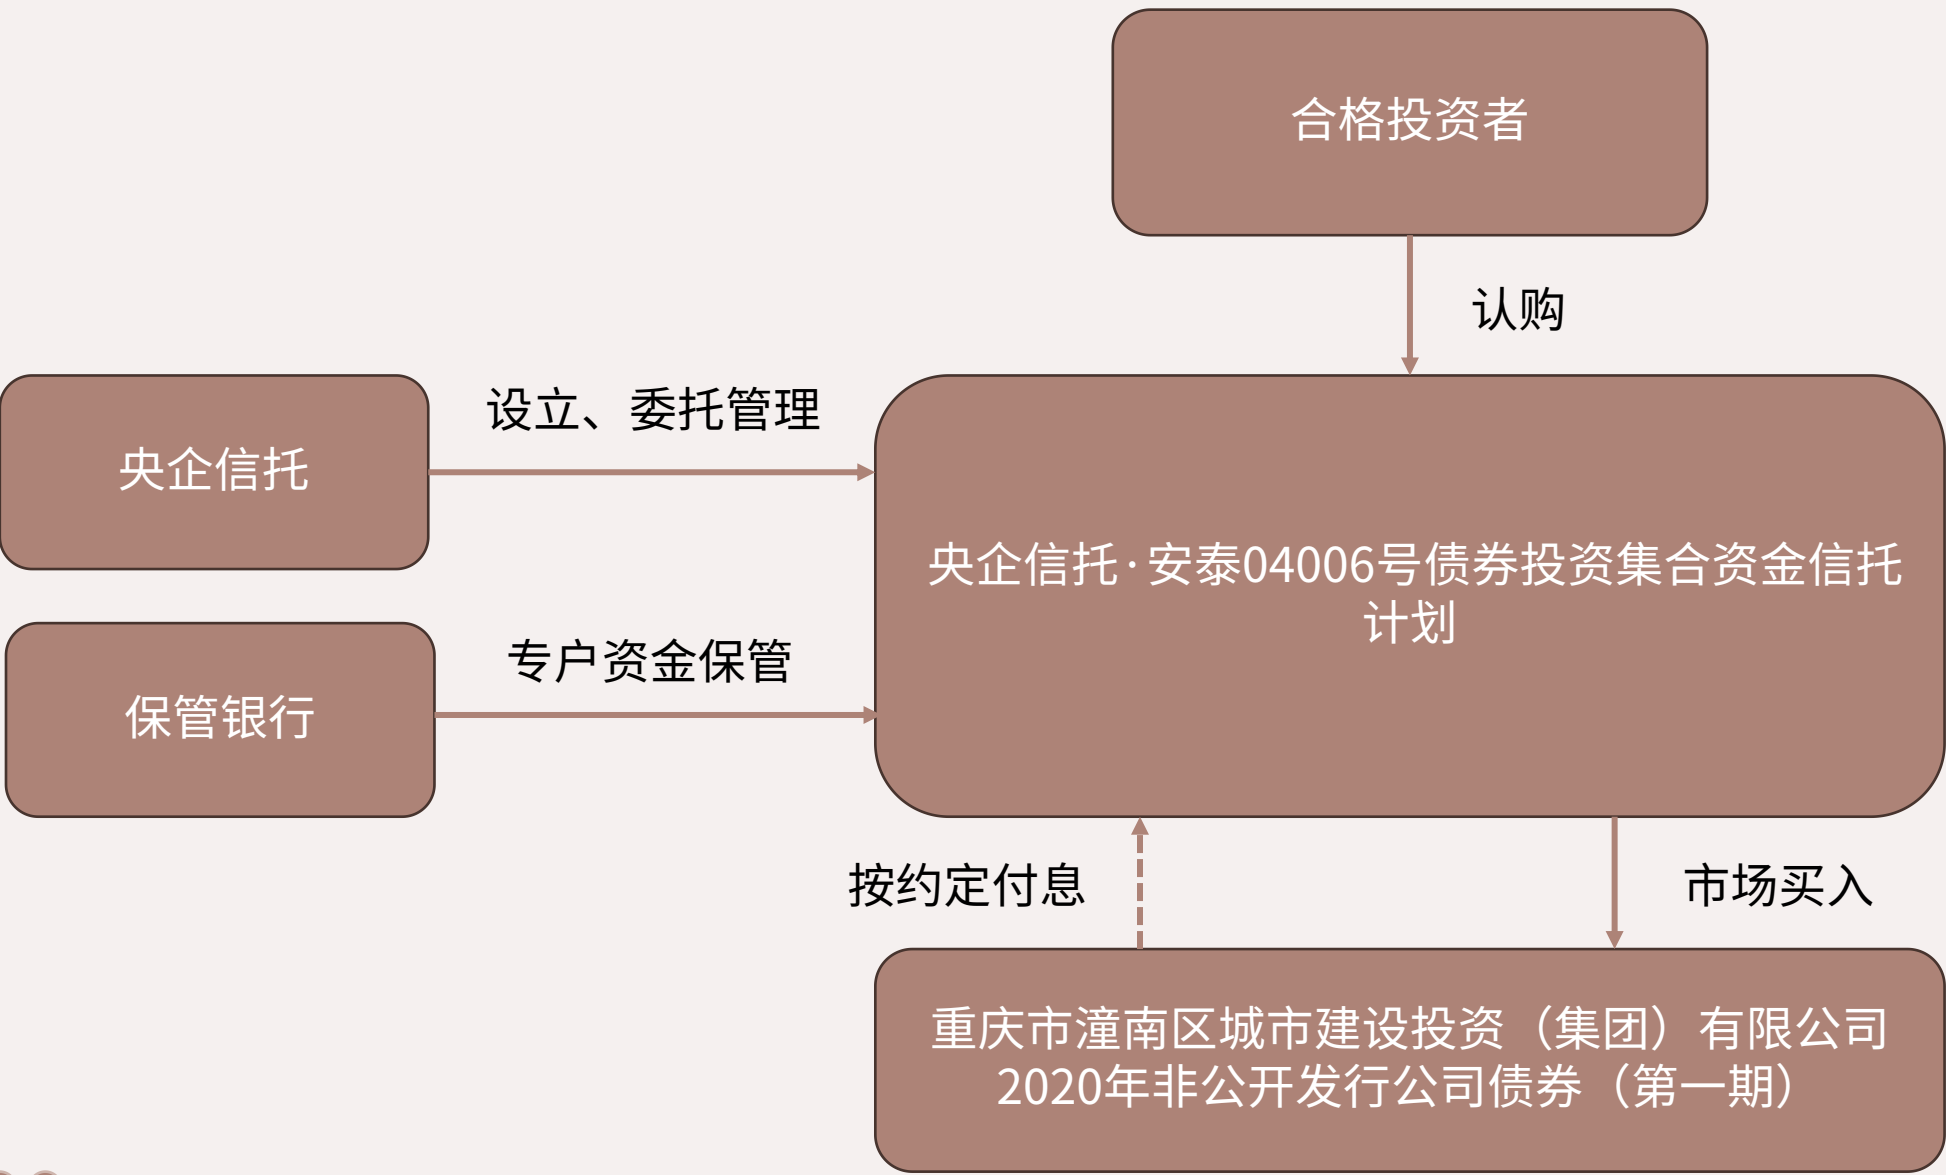 合格投资者
认购
设立、委托管理
央企信托
央企信托·安泰04006号债券投资集合资金信托
计划
专户资金保管
保管银行
按约定付息
市场买入
重庆市潼南区城市建设投资（集团）有限公司
2020年非公开发行公司债券（第一期）